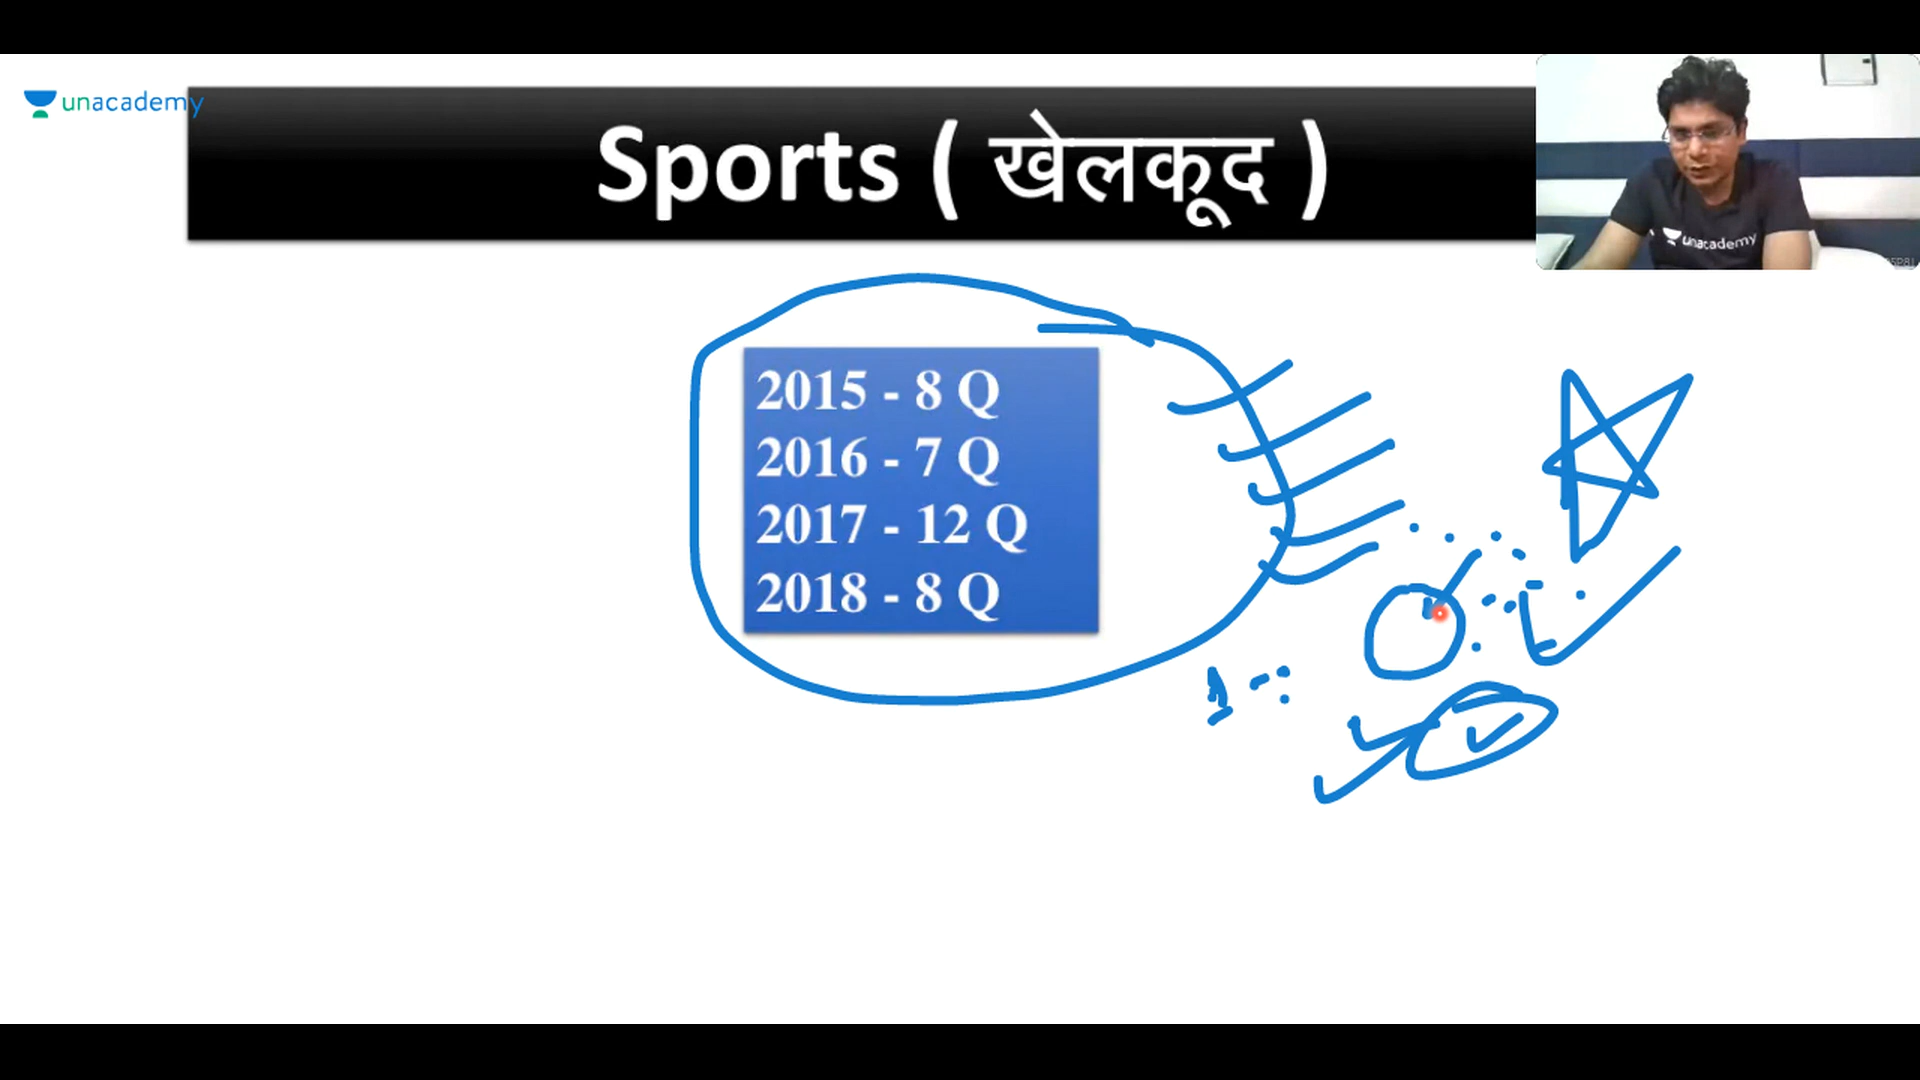 unacademy
Sports ( खेलकूद )
unacademy
2015 - 8 Q
2016 - 7 Q
2017 - 12 Q
2018 - 8 Q